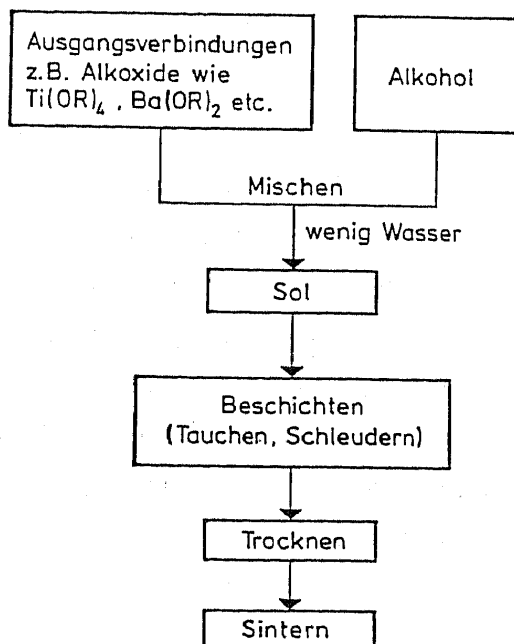 Ausgangsverbindungen
z.B. Alkoxide wie
Ti(OR)₄ , Ba(OR)₂ etc.
Alkohol
Mischen
wenig Wasser
Sol
Beschichten
(Tauchen, Schleudern)
Trocknen
Sintern